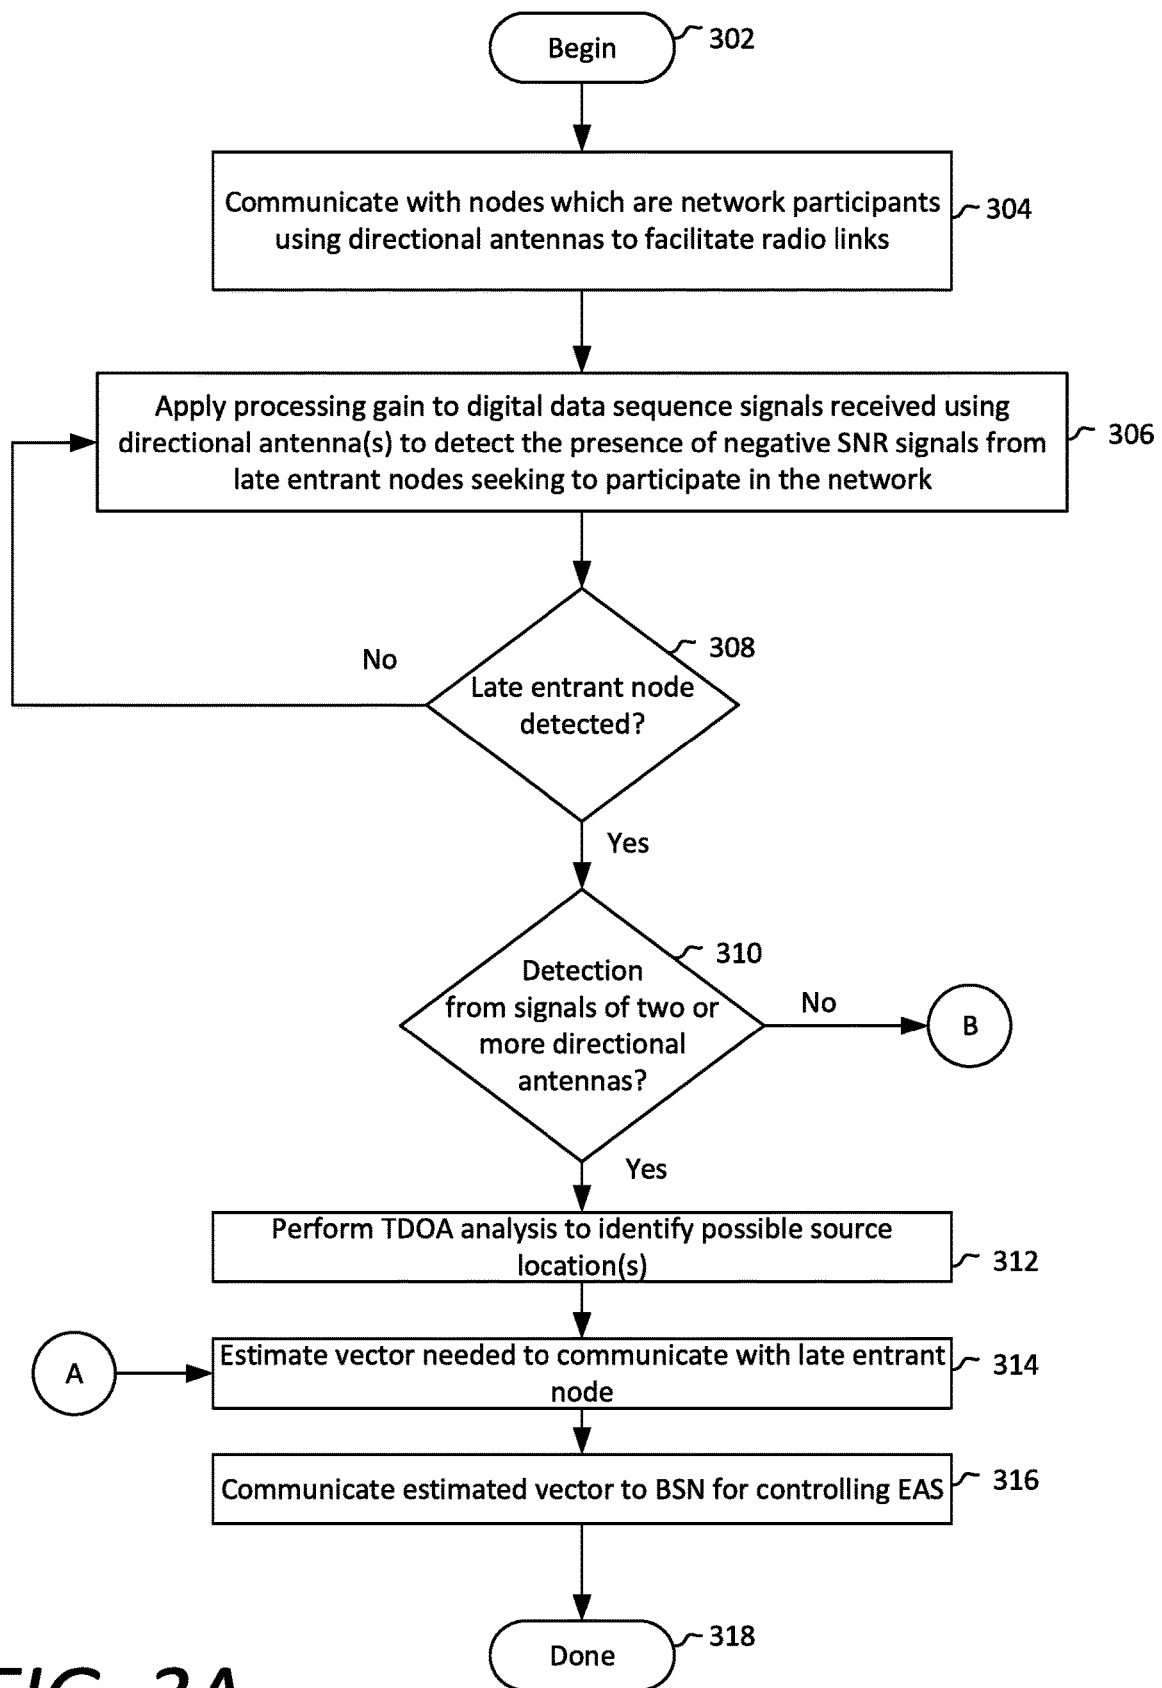 Begin
302
Communicate with nodes which are network participants
using directional antennas to facilitate radio links
304
Apply processing gain to digital data sequence signals received using
directional antenna(s) to detect the presence of negative SNR signals from
late entrant nodes seeking to participate in the network
306
308
No
Late entrant node
detected?
Yes
310
Detection
from signals of two or
more directional
antennas?
No
B
Yes
Perform TDOA analysis to identify possible source
location(s)
312
A
Estimate vector needed to communicate with late entrant
node
314
Communicate estimated vector to BSN for controlling EAS
316
Done
318